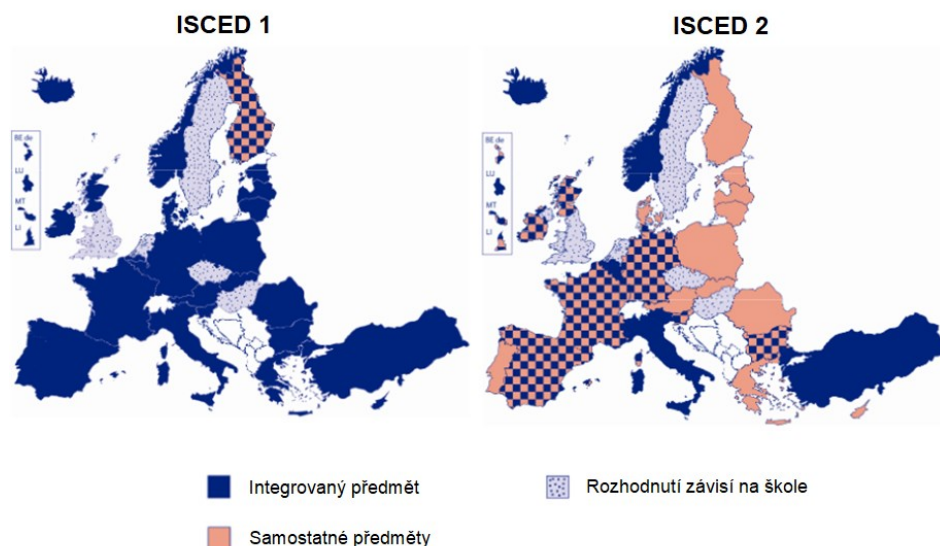 ISCED 1
ISCED 2
BE de
LU
MT
LI
BE de
LU
MT
LI
Integrovaný předmět
Rozhodnutí závisí na škole
Samostatné předměty